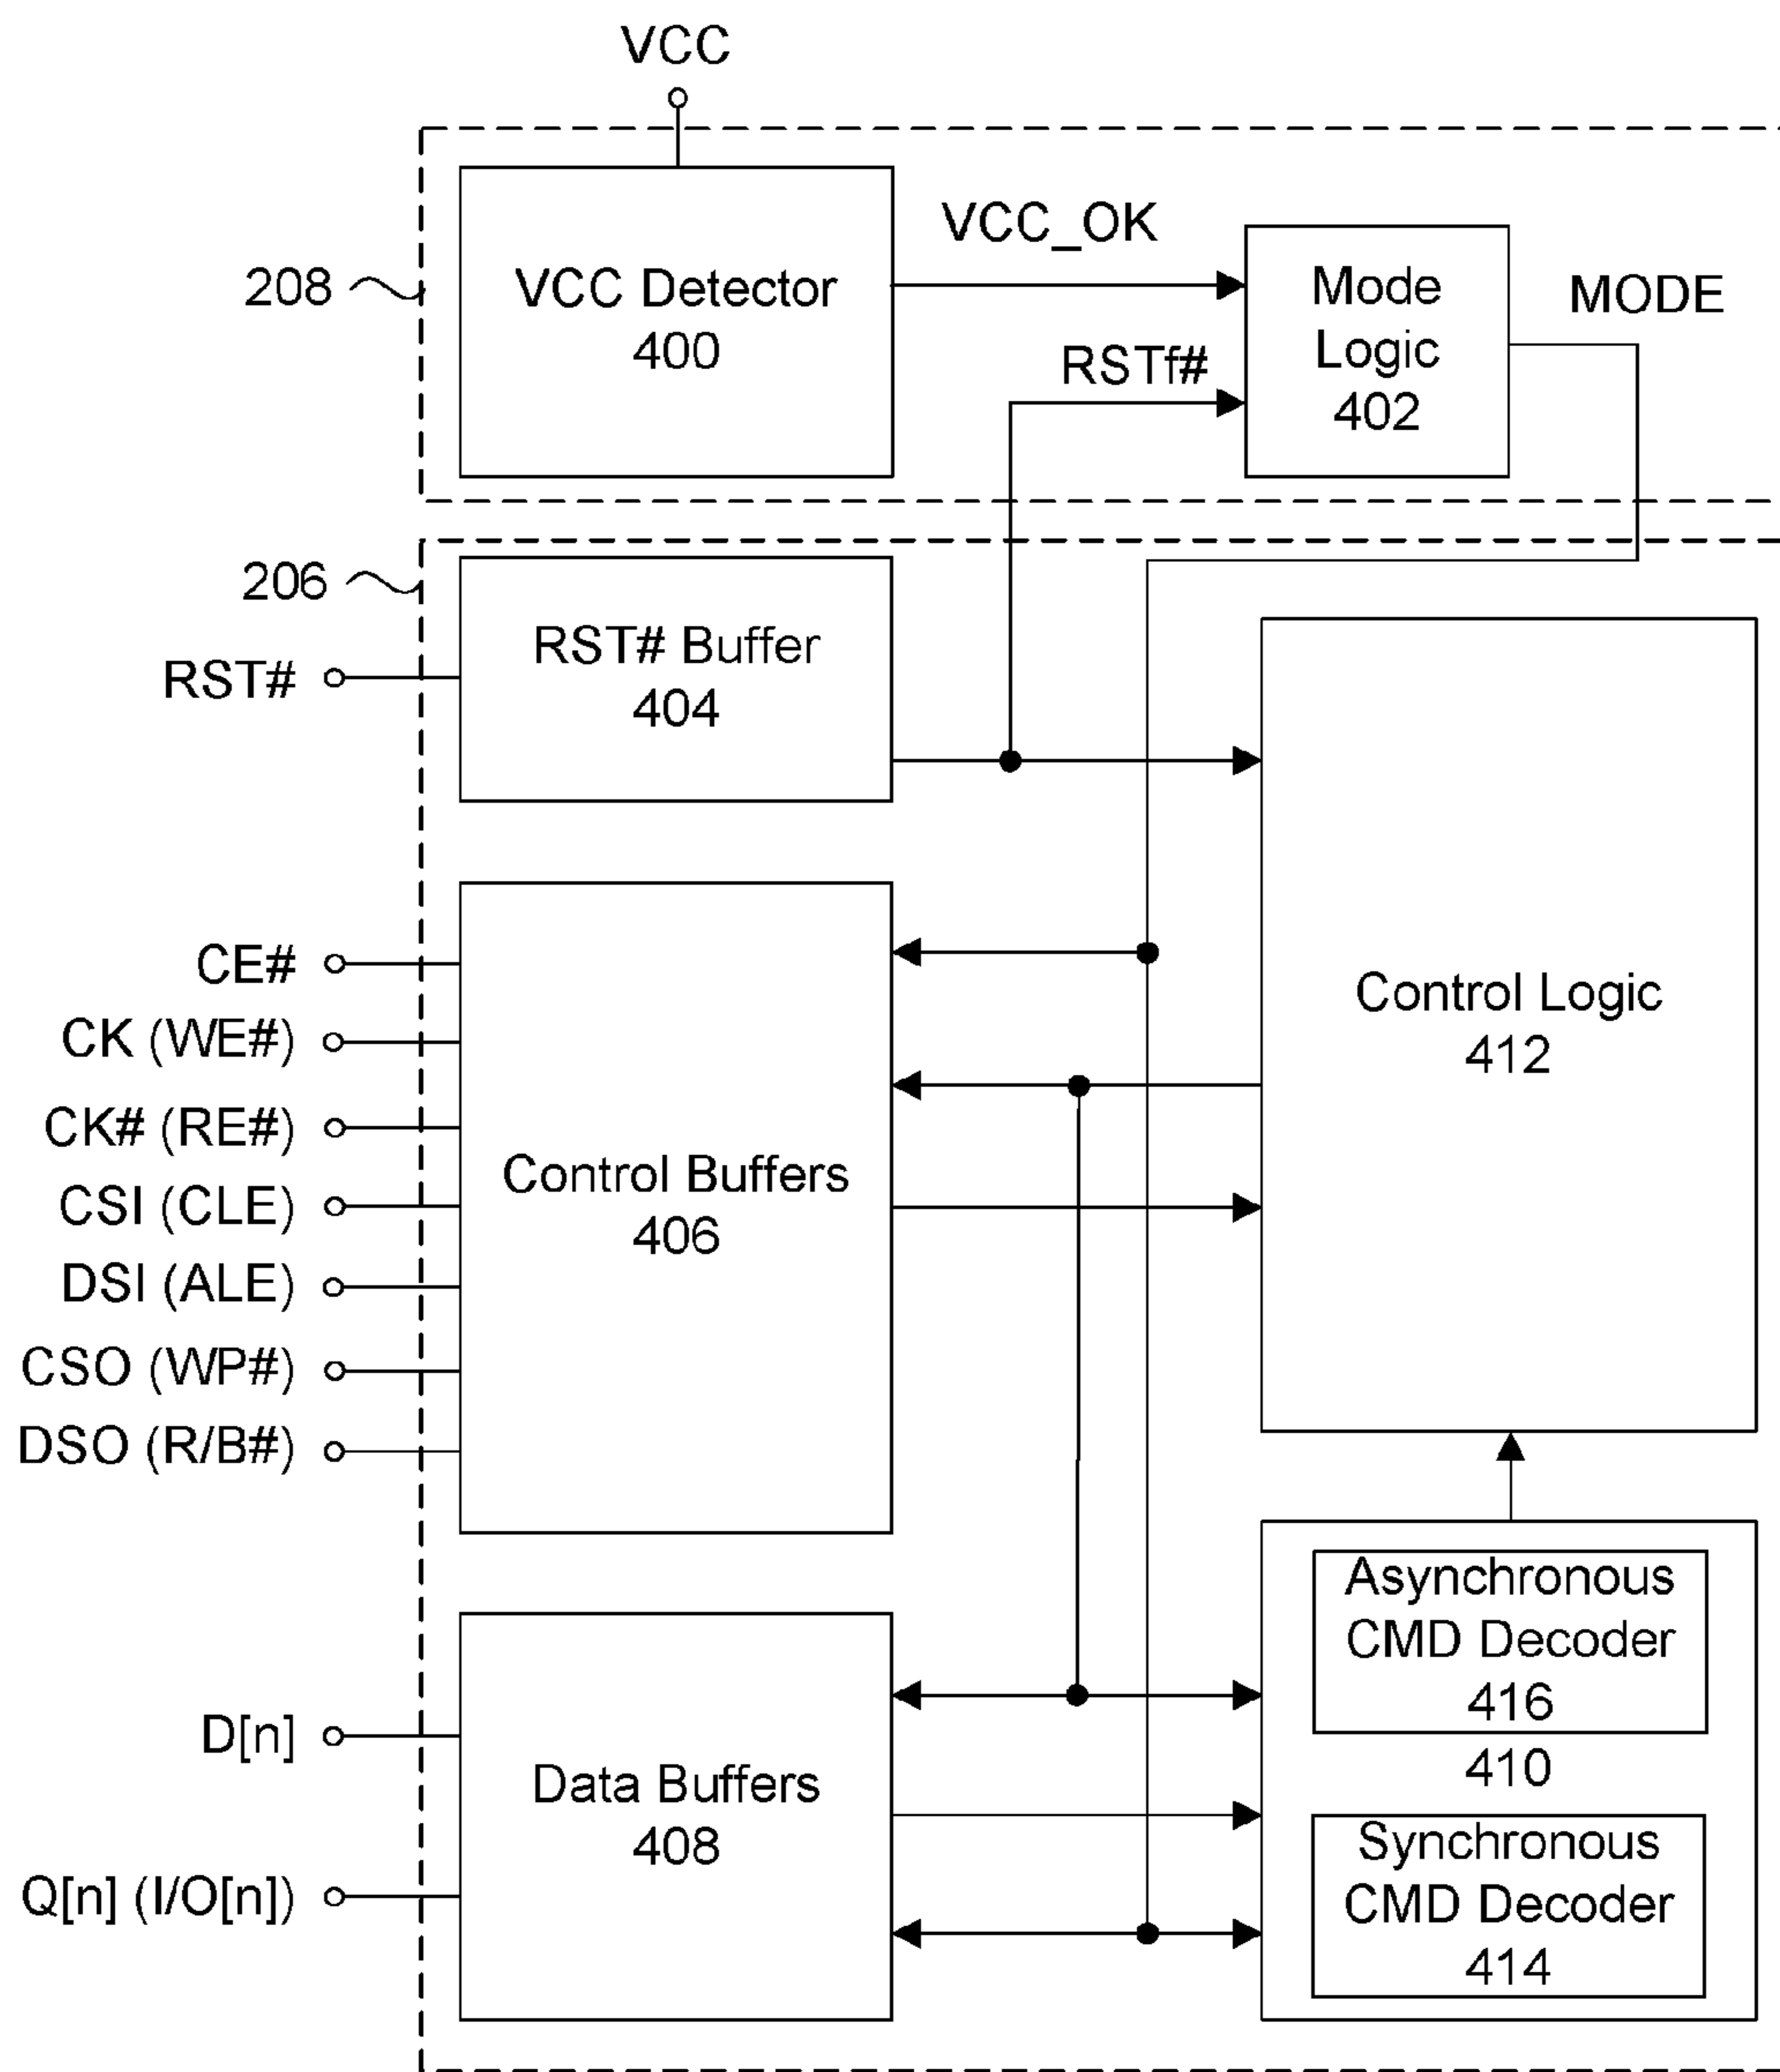 VCC
208
VCC Detector
400
VCC_OK
RSTf#
Mode
Logic
402
MODE
206
RST#
RST# Buffer
404
CE#
CK (WE#)
CK# (RE#)
CSI (CLE)
DSI (ALE)
CSO (WP#)
DSO (R/B#)
Control Buffers
406
Control Logic
412
D[n]
Q[n] (I/O[n])
Data Buffers
408
Asynchronous
CMD Decoder
416
410
Synchronous
CMD Decoder
414